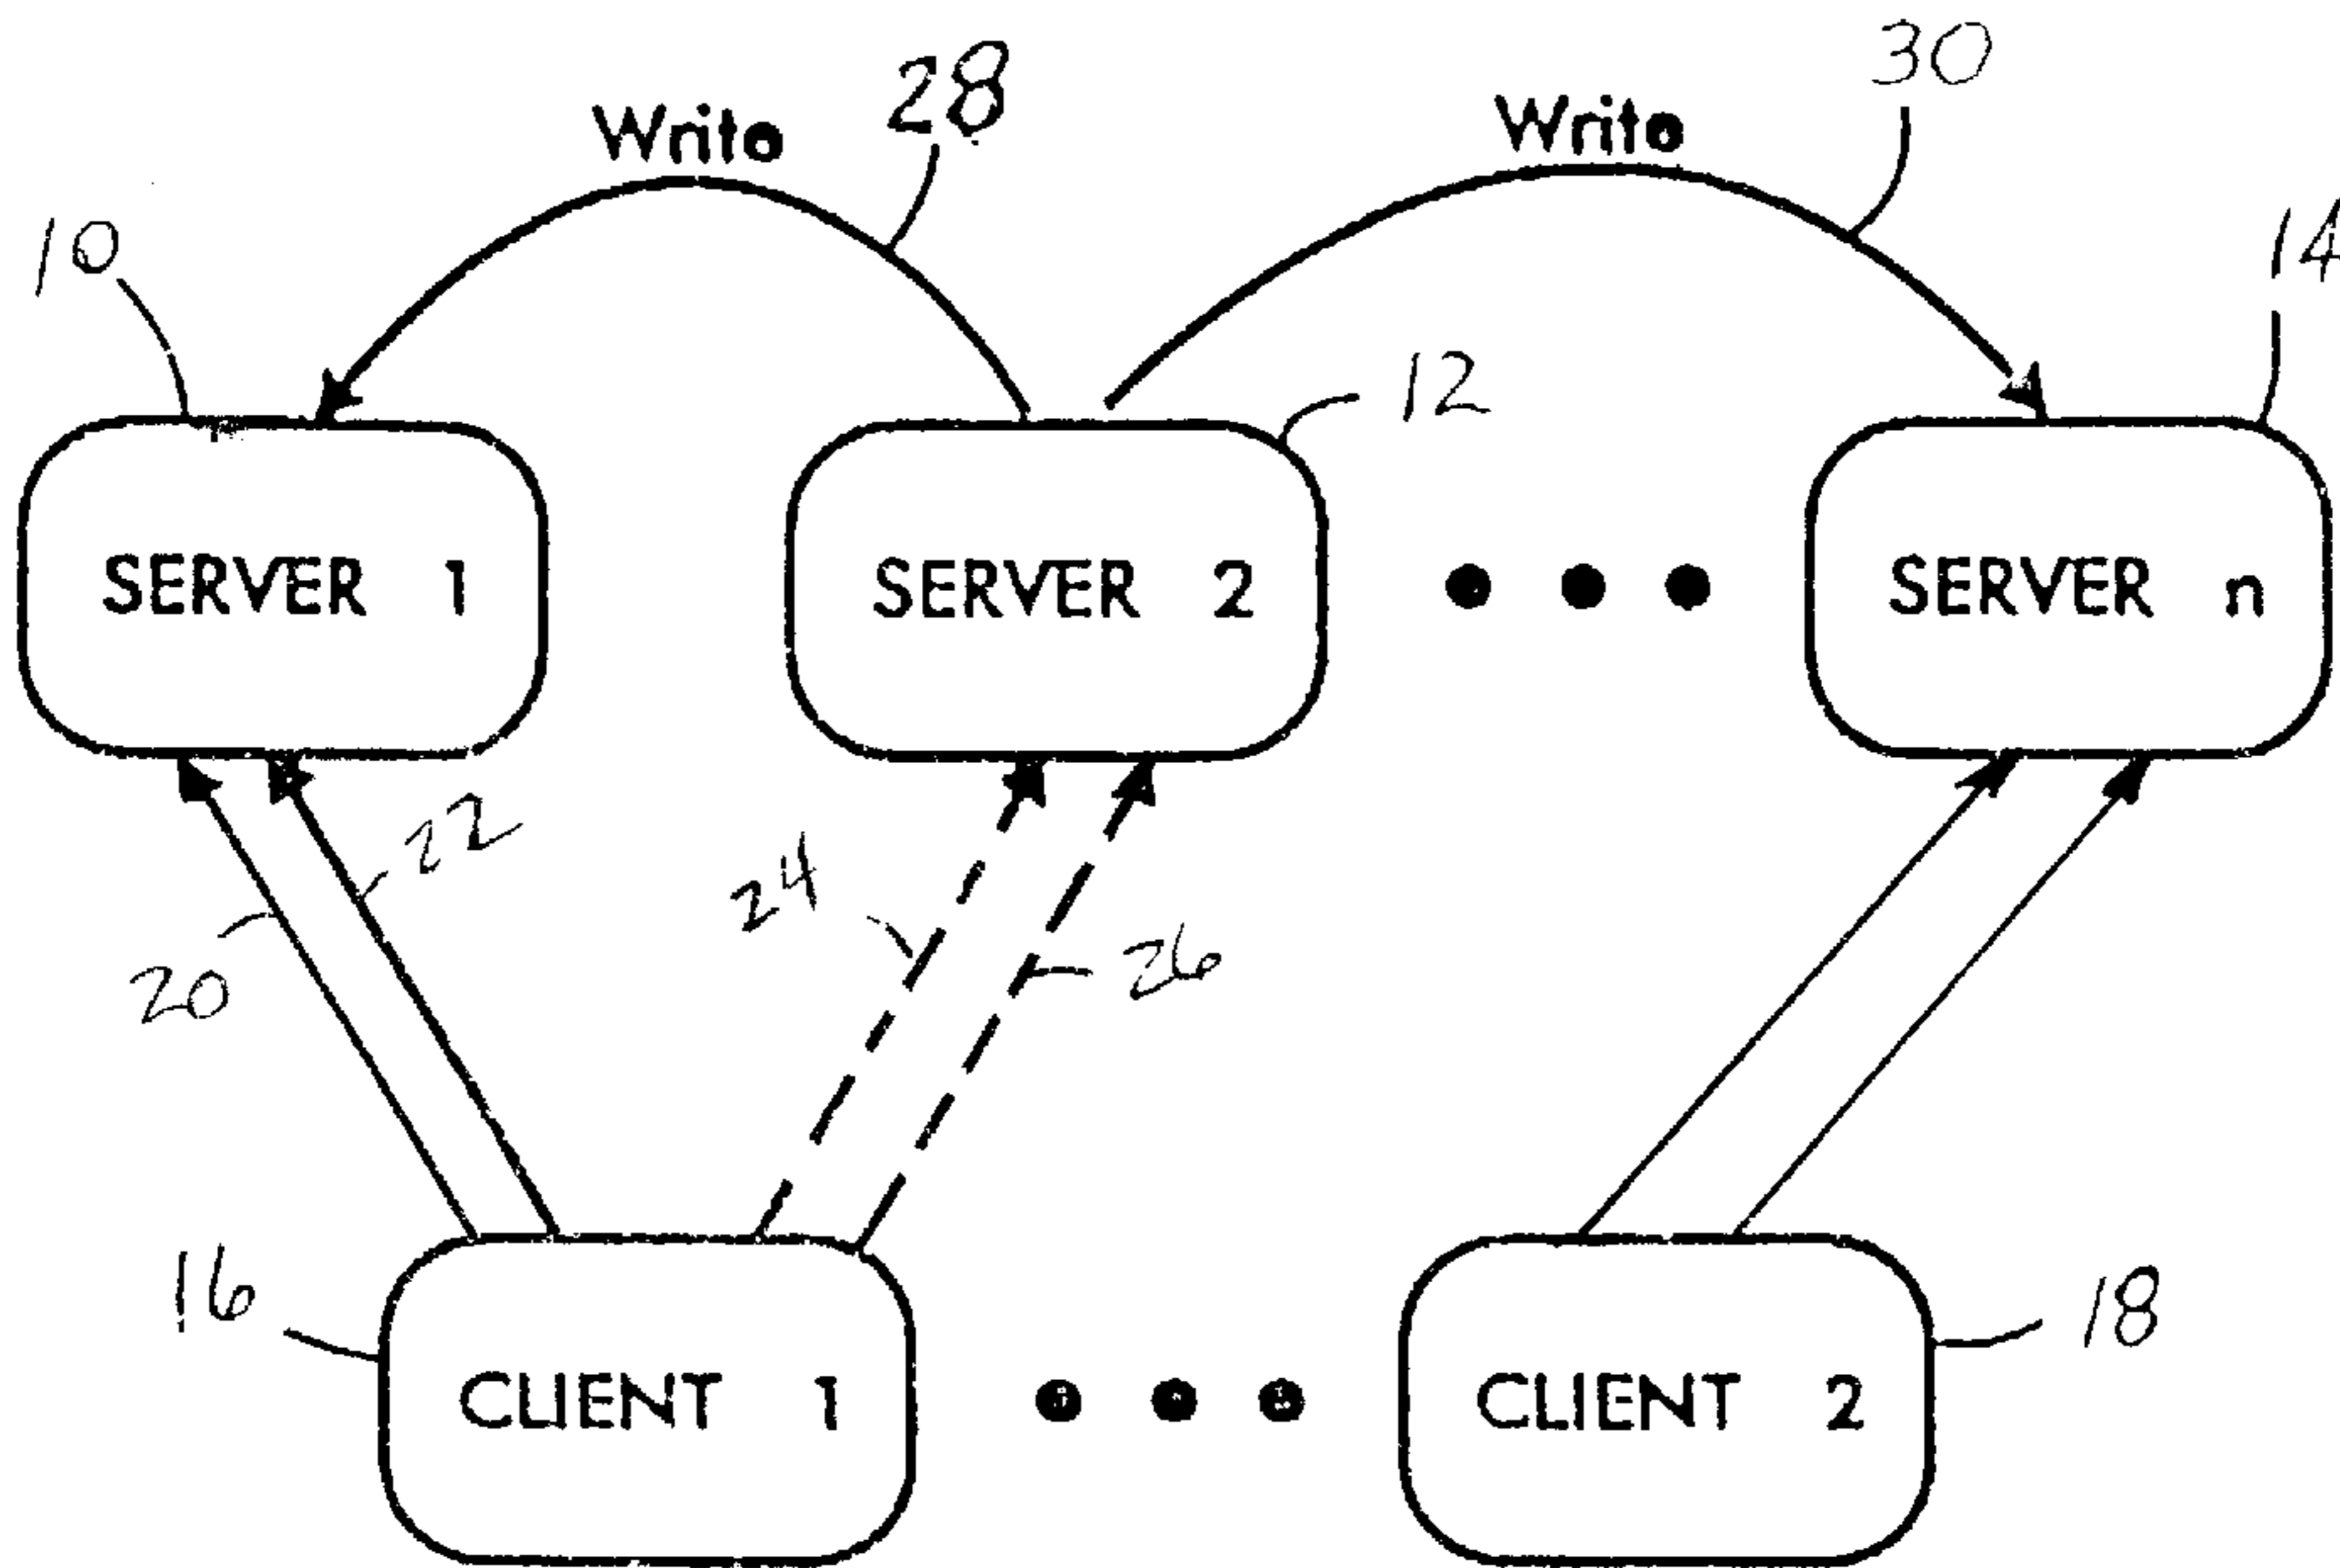 30
28
Write
Write
10
14
12
SERVER 1
SERVER 2
SERVER n
22
24
26
20
16
18
CLIENT 1
CLIENT 2